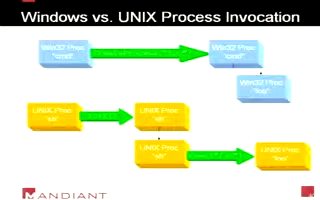 Windows vs. UNIX Process Invocation
Win32 Proc
"cmd"
Win32 Proc
"cmd"
Win32 Proc
"foo"
UNIX Proc
"sh"
UNIX Proc
"sh"
UNIX Proc
"sh"
UNIX Proc
"foo"
MANDIANT